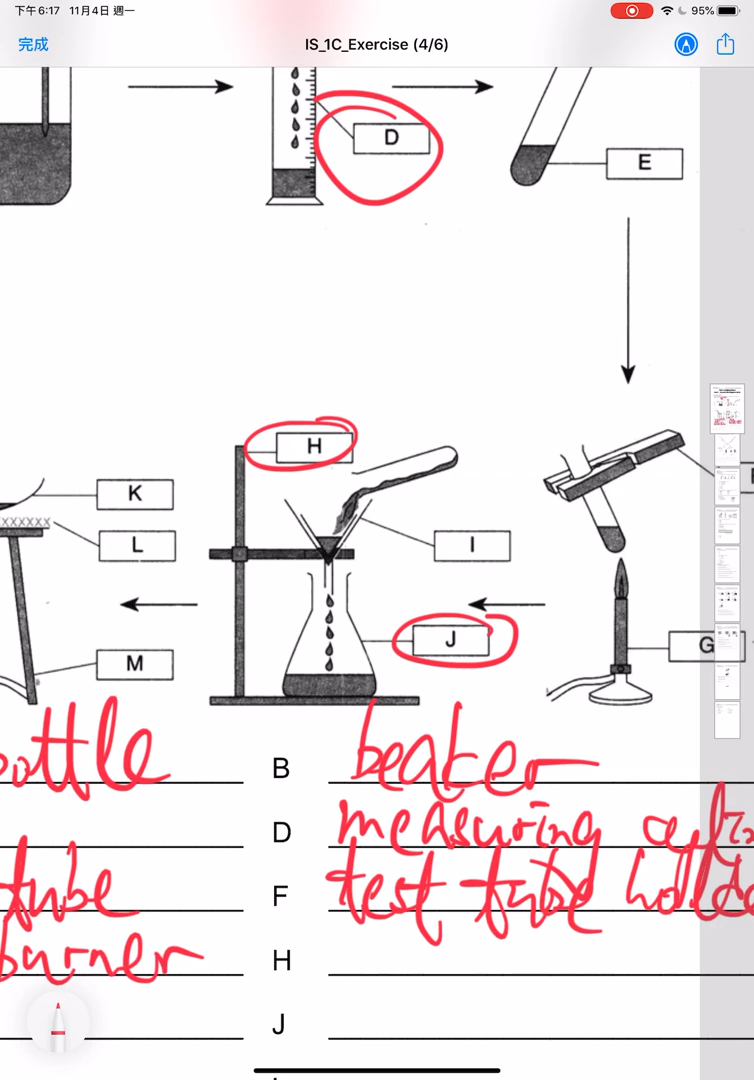 下午6:17 11月4日 週一
95%
完成
IS_1C_Exercise (4/6)
D
E
H
K
L
I
M
J
G
ottle
B beaker
D measuring
tube
F test tube holde
burner
H
J